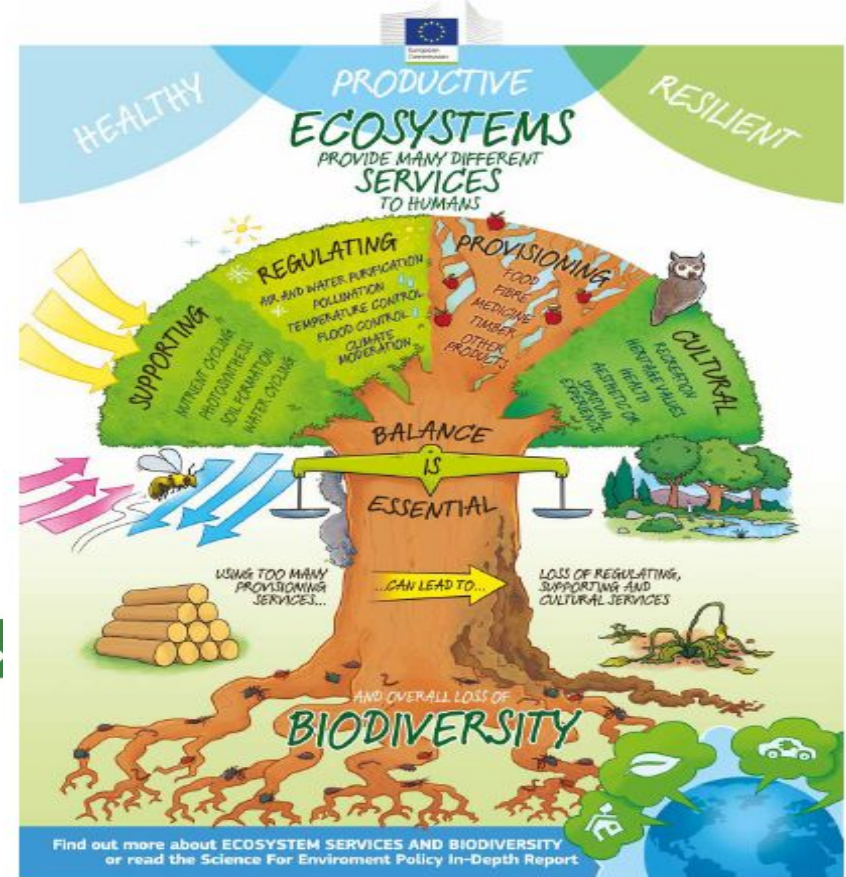 European
Commission
HEALTHY
PRODUCTIVE
RESILIENT
ECOSYSTEMS
PROVIDE MANY DIFFERENT
SERVICES
TO HUMANS
SUPPORTING
NUTRIENT CYCLING
PHOTOSYNTHESIS
SOIL FORMATION
WATER CYCLING
REGULATING
AIR AND WATER PURIFICATION
POLLINATION
TEMPERATURE CONTROL
FLOOD CONTROL
CLIMATE
MODERATION
PROVISIONING
FOOD
FIBRE
MEDICINE
TIMBER
OTHER
PRODUCTS
CULTURAL
RECREATION
HERITAGE VALUES
HEALTH
AESTHETIC OR
SPIRITUAL
EXPERIENCE
BALANCE
IS
ESSENTIAL
USING TOO MANY
PROVISIONING
SERVICES...
...CAN LEAD TO...
LOSS OF REGULATING,
SUPPORTING AND
CULTURAL SERVICES
AND OVERALL LOSS OF
BIODIVERSITY
Find out more about ECOSYSTEM SERVICES AND BIODIVERSITY
or read the Science For Enviroment Policy In-Depth Report